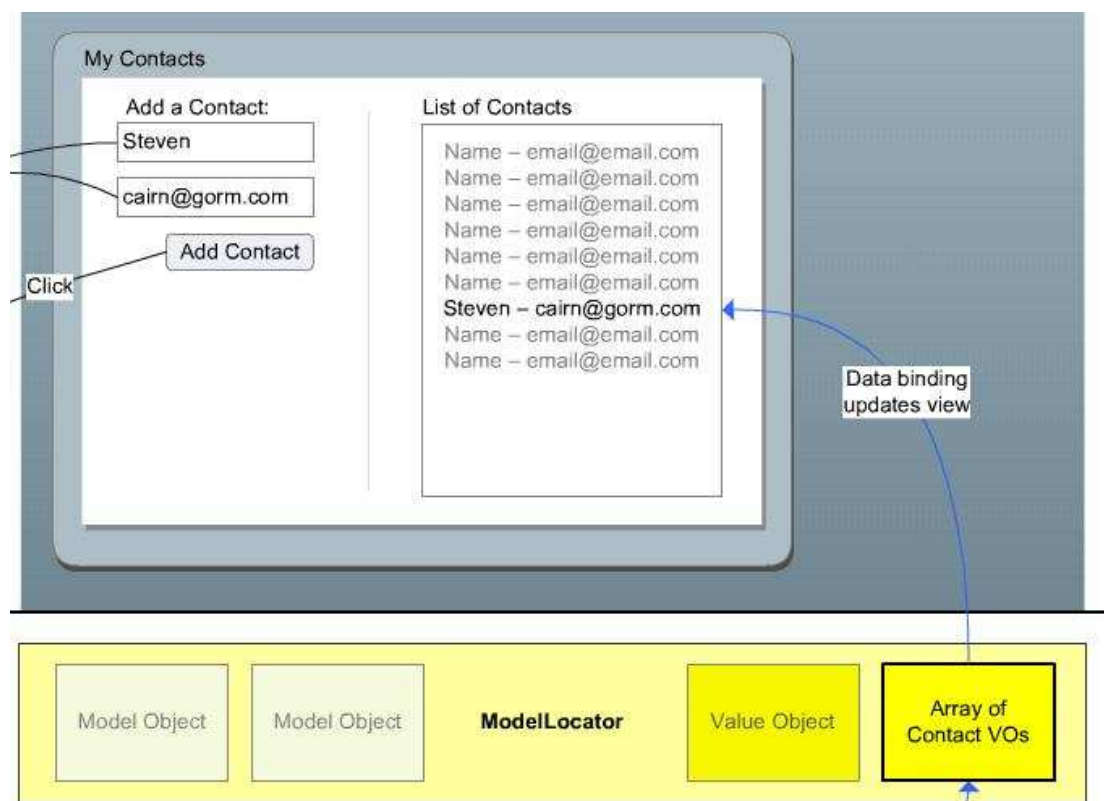 My Contacts
Add a Contact:
Steven
cairn@gorm.com
Add Contact
Click
List of Contacts
Name – email@email.com
Name – email@email.com
Name – email@email.com
Name – email@email.com
Name – email@email.com
Name – email@email.com
Steven – cairn@gorm.com
Name – email@email.com
Name – email@email.com
Data binding
updates view
Model Object
Model Object
ModelLocator
Value Object
Array of
Contact VOs